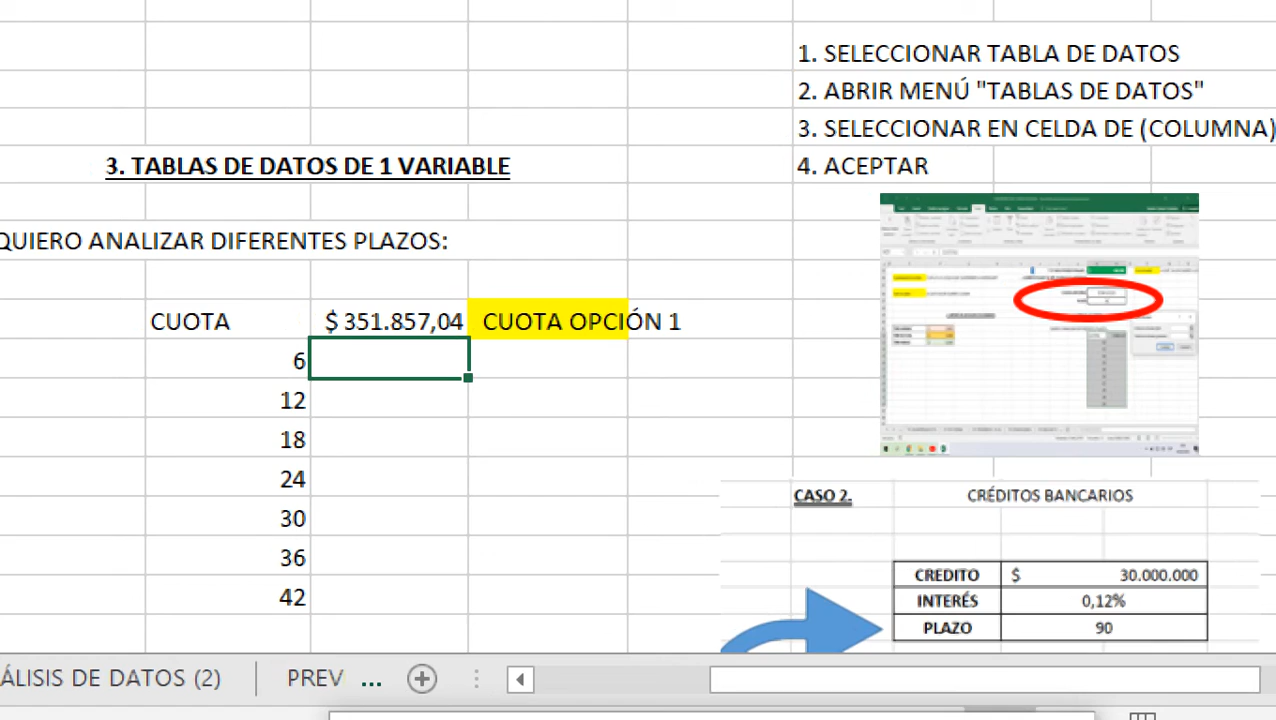 1. SELECCIONAR TABLA DE DATOS
2. ABRIR MENÚ "TABLAS DE DATOS"
3. SELECCIONAR EN CELDA DE (COLUMNA)
4. ACEPTAR
3. TABLAS DE DATOS DE 1 VARIABLE
QUIERO ANALIZAR DIFERENTES PLAZOS:
CUOTA $ 351.857,04 CUOTA OPCIÓN 1
6
12
18
24
30
36
42
CASO 2. CRÉDITOS BANCARIOS
CREDITO $ 30.000.000
INTERÉS 0,12%
PLAZO 90
ÁLISIS DE DATOS (2) PREV ...